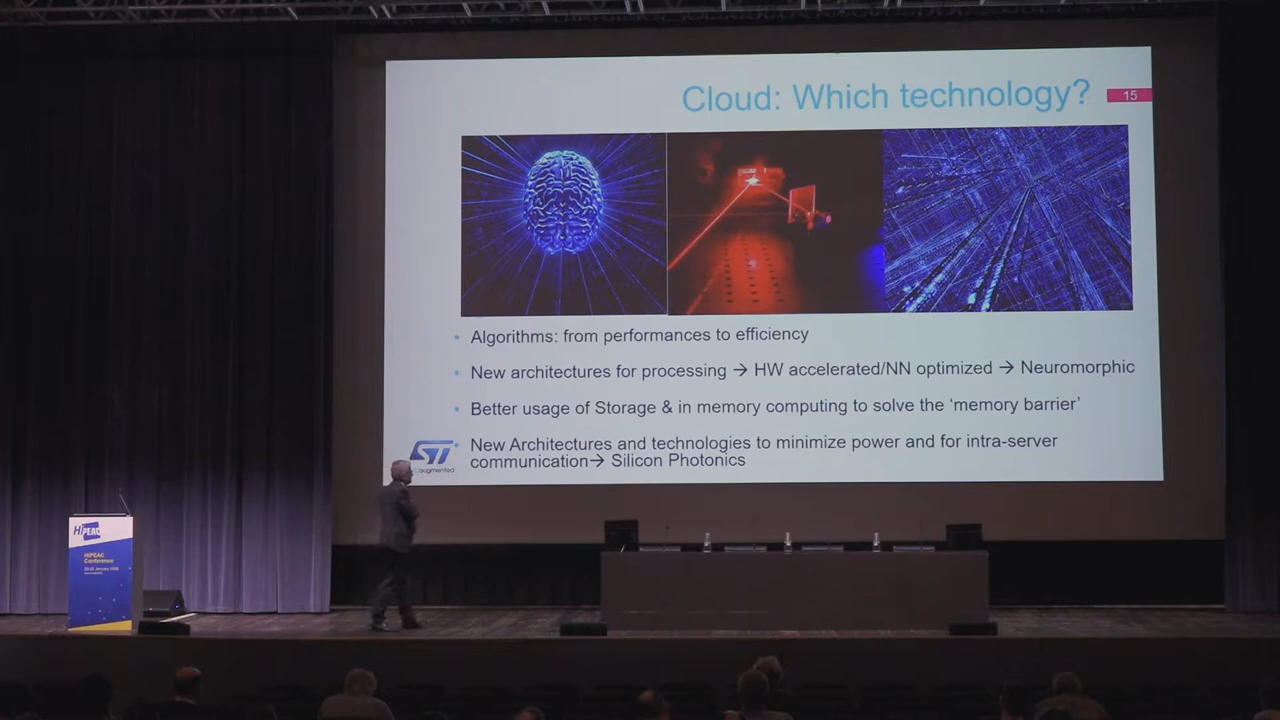 Cloud: Which technology?
15
Algorithms: from performances to efficiency
New architectures for processing → HW accelerated/NN optimized → Neuromorphic
Better usage of Storage & in memory computing to solve the ‘memory barrier’
New Architectures and technologies to minimize power and for intra-server
communication→ Silicon Photonics
ST
augmented
HiPEAC
HiPEAC
Conference